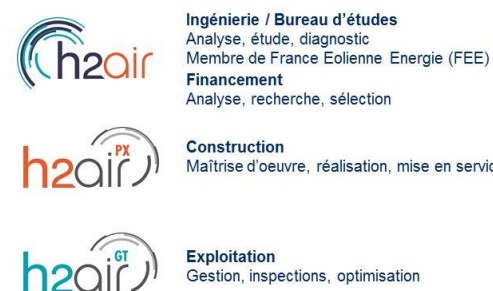 h2air
Ingénierie / Bureau d'études
Analyse, étude, diagnostic
Membre de France Eolienne Energie (FEE)
Financement
Analyse, recherche, sélection
h2air PX
Construction
Maîtrise d'oeuvre, réalisation, mise en servic
h2air GT
Exploitation
Gestion, inspections, optimisation